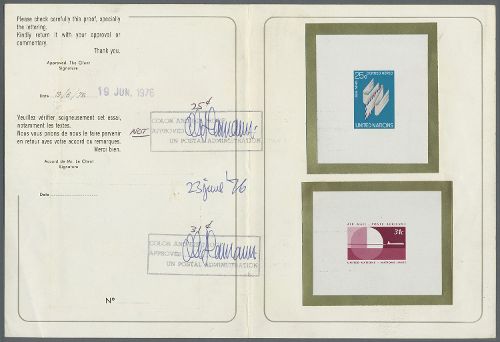 Please check carefully this proof, specially
the lettering.
Kindly return it with your approval or
commentary.
Thank you.
Approved: The Client
Signature
Date
19 JUN. 1976
Veuillez vérifier soigneusement cet essai,
notamment les textes.
Nous vous prions de nous le faire parvenir
en retour avec votre accord ou remarques.
Merci bien.
Accord de M. Le Client
Signature
Date
Nº
25¢
COLOR AND
APPROVED
UN POSTAL ADMINISTRATION
23 june '76
31¢
COLOR AND
APPROVED
UN POSTAL ADMINISTRATION
25c
UNITED NATIONS
AIR MAIL - POSTE AERIENNE
31c
UNITED NATIONS - NATIONS UNIES